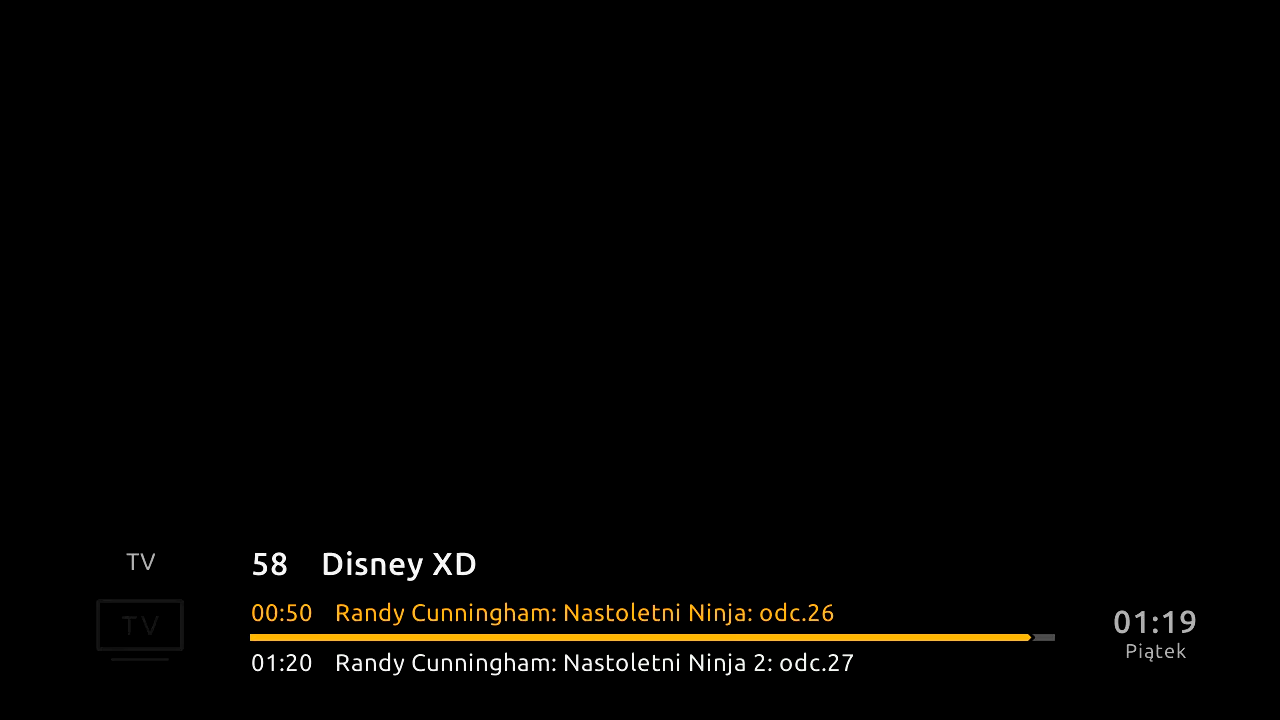 TV
58 Disney XD
TV
00:50 Randy Cunningham: Nastoletni Ninja: odc.26
01:20 Randy Cunningham: Nastoletni Ninja 2: odc.27
01:19
Piątek